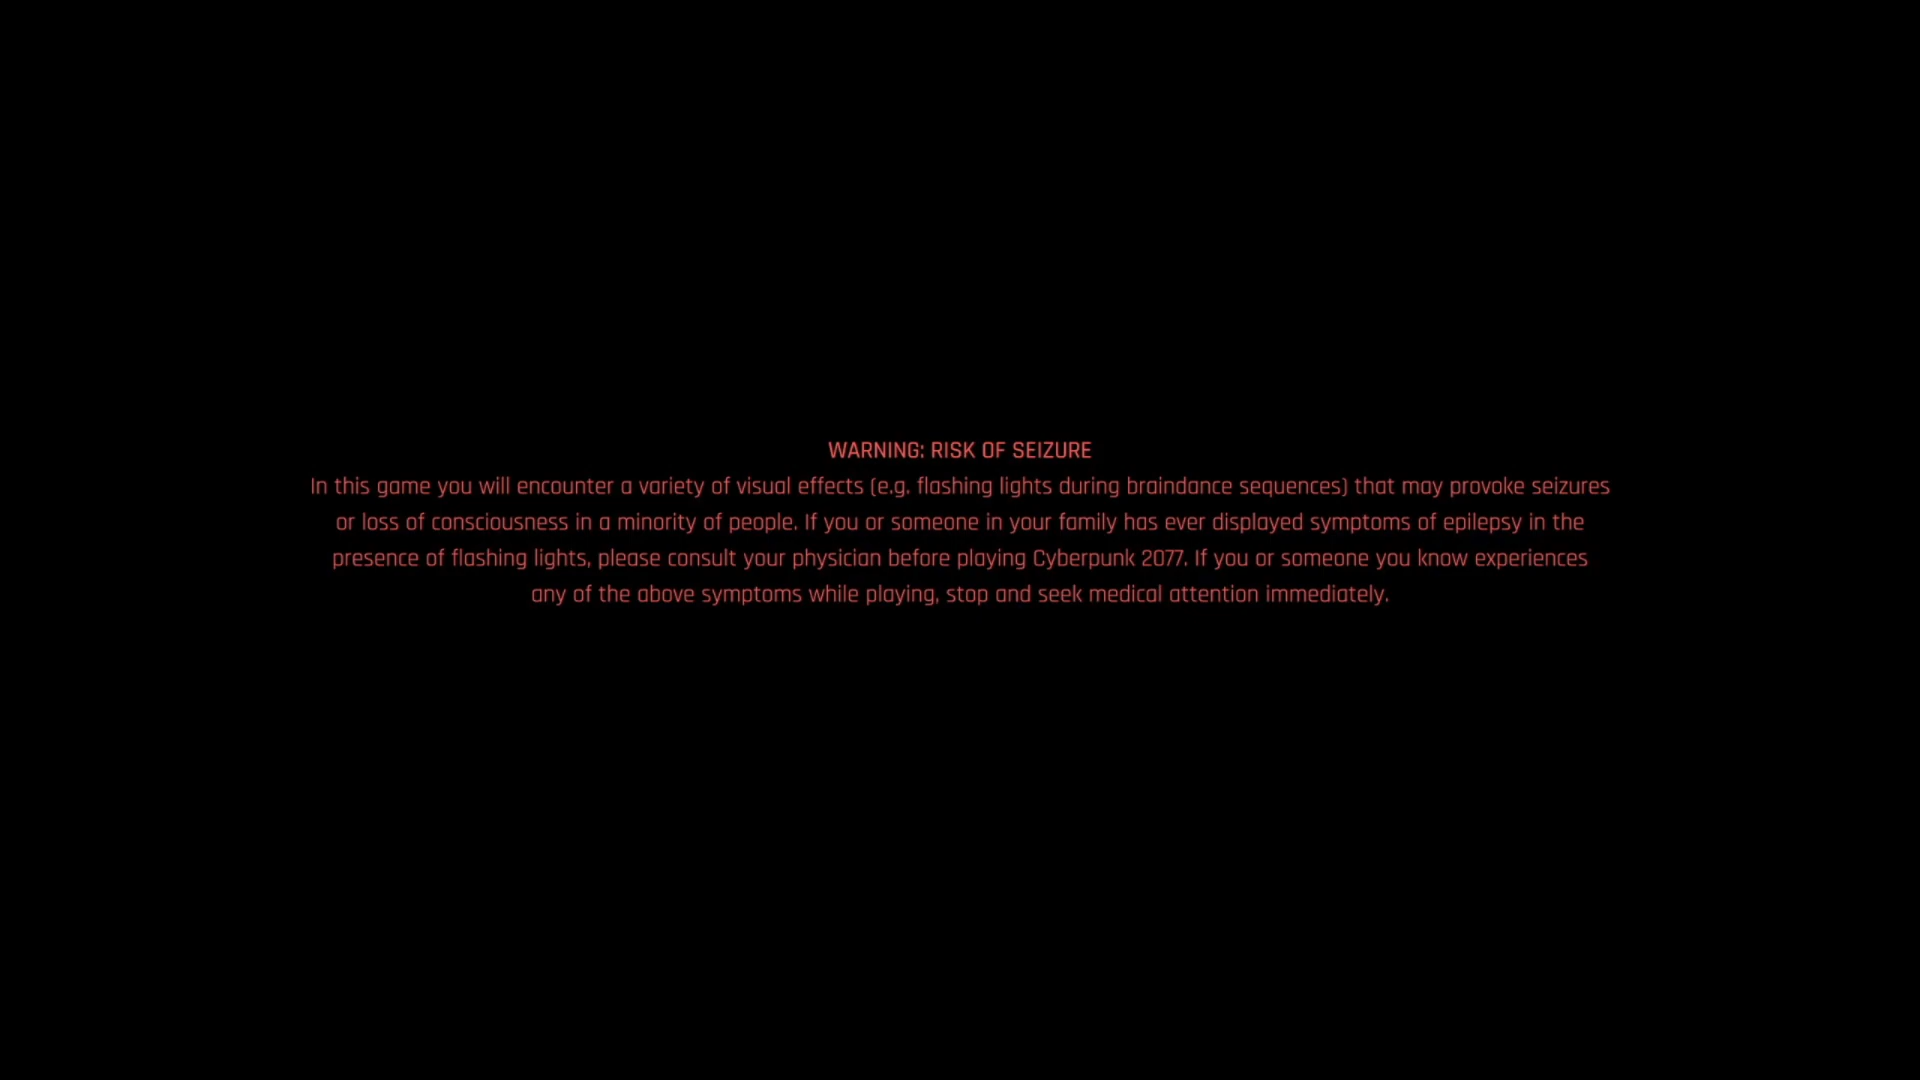 WARNING: RISK OF SEIZURE
In this game you will encounter a variety of visual effects (e.g. flashing lights during braindance sequences) that may provoke seizures
or loss of consciousness in a minority of people. If you or someone in your family has ever displayed symptoms of epilepsy in the
presence of flashing lights, please consult your physician before playing Cyberpunk 2077. If you or someone you know experiences
any of the above symptoms while playing, stop and seek medical attention immediately.